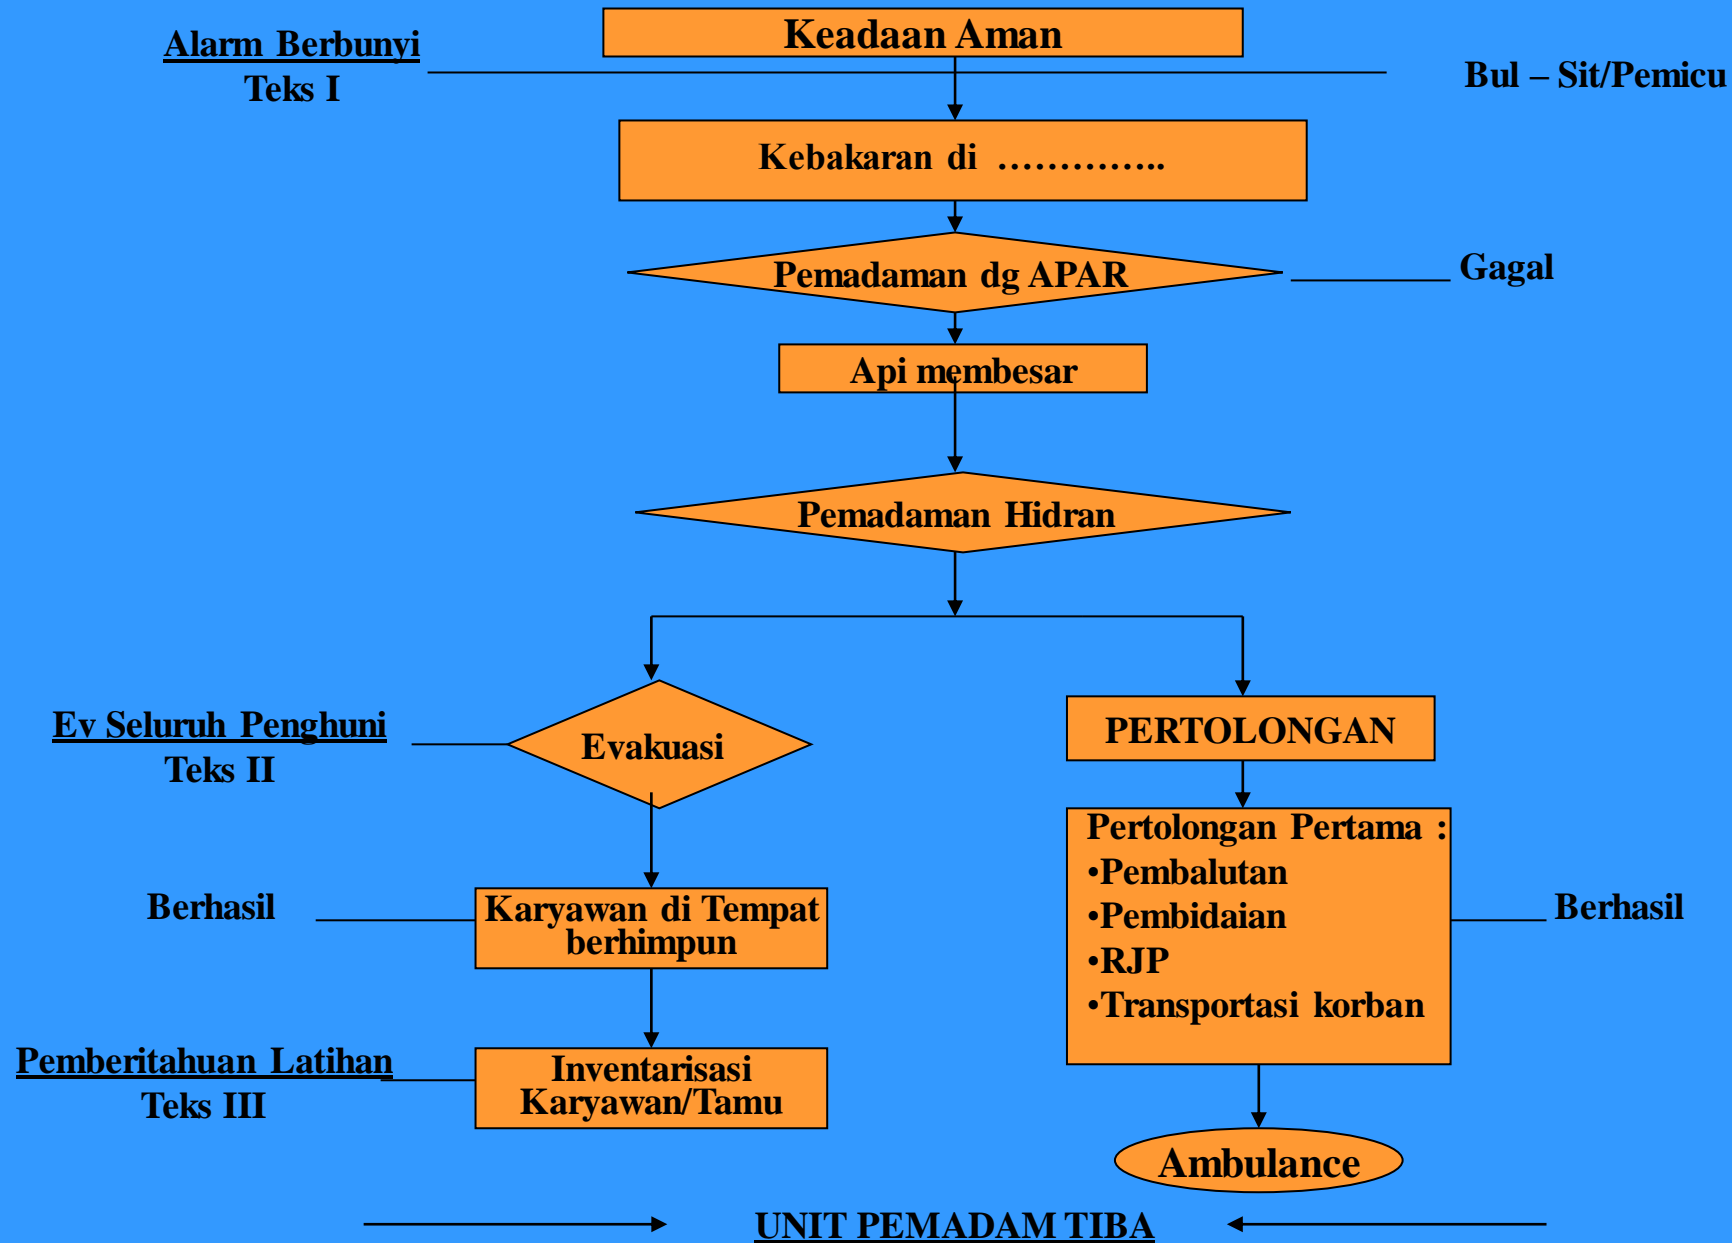 Keadaan Aman
Alarm Berbunyi
Teks I
Bul – Sit/Pemicu
Kebakaran di …………..
Pemadaman dg APAR
Gagal
Api membesar
Pemadaman Hidran
Ev Seluruh Penghuni
Teks II
Evakuasi
PERTOLONGAN
Pertolongan Pertama :
•Pembalutan
•Pembidaian
•RJP
•Transportasi korban
Berhasil
Karyawan di Tempat
berhimpun
Berhasil
Pemberitahuan Latihan
Teks III
Inventarisasi
Karyawan/Tamu
Ambulance
UNIT PEMADAM TIBA